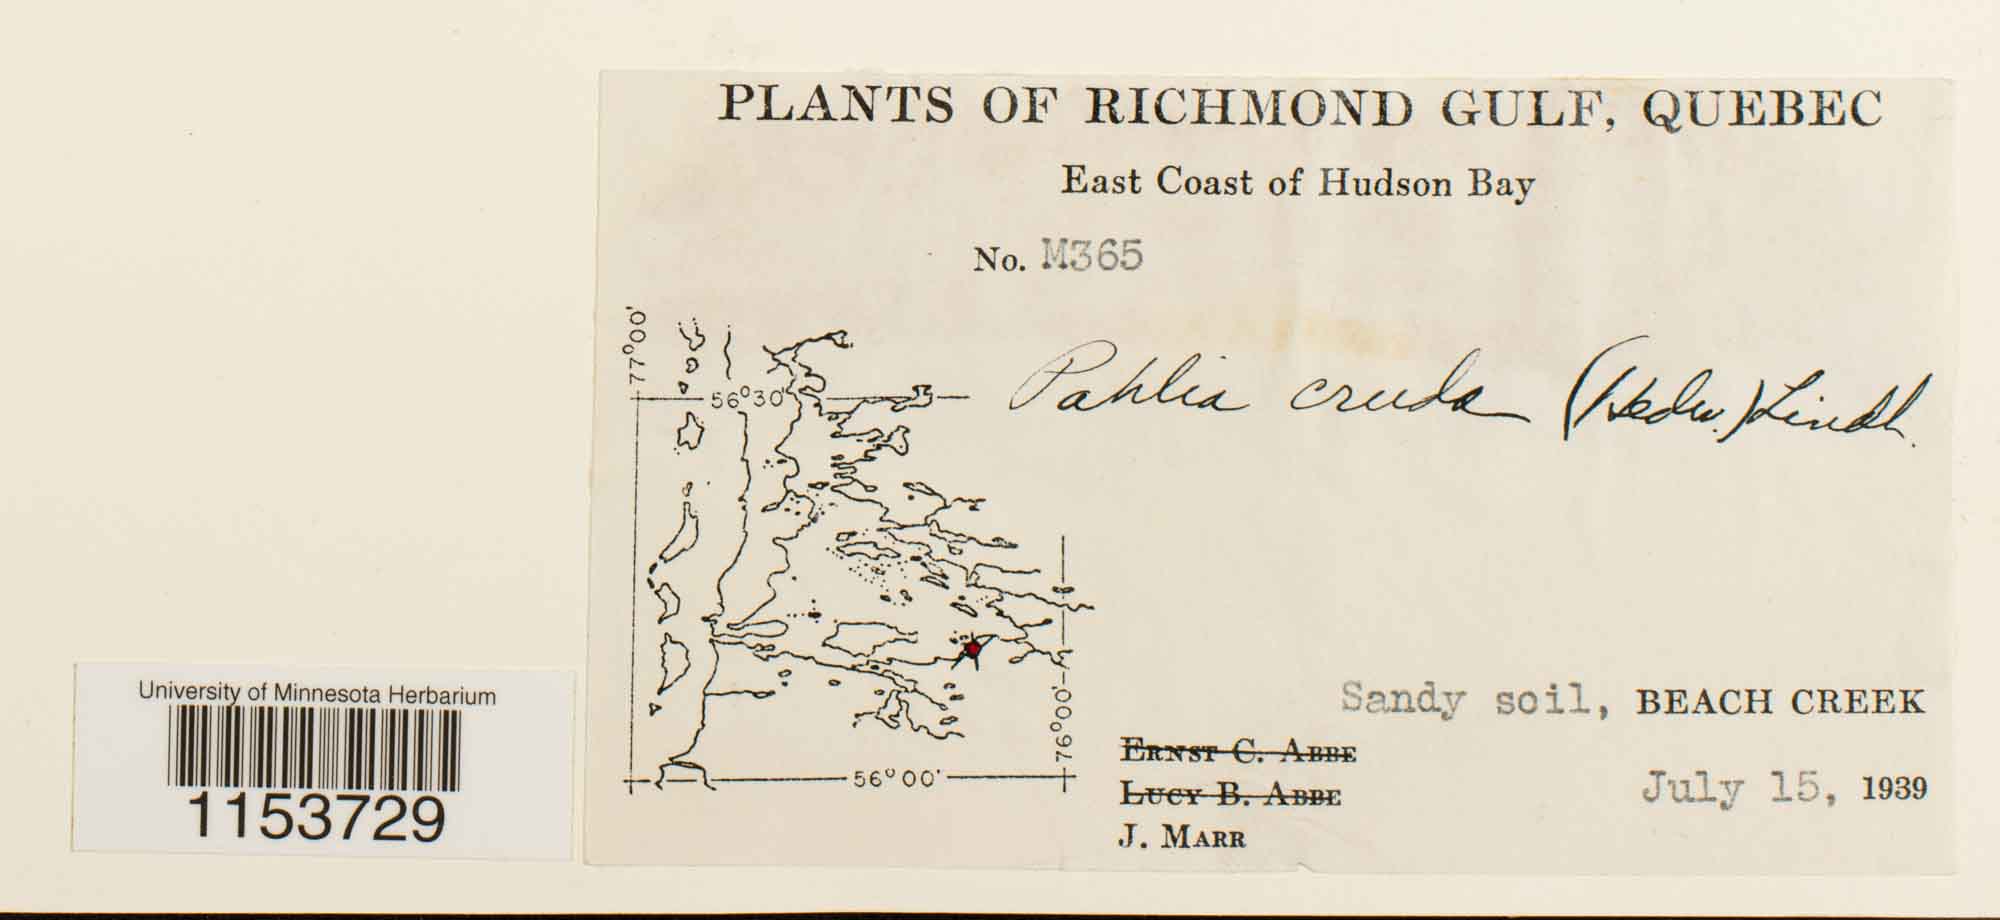 PLANTS OF RICHMOND GULF, QUEBEC
East Coast of Hudson Bay
No. M365
77°00'
56°30'
Pohlia cruda (Hedw.) Lindb.
Sandy soil, BEACH CREEK
76°00'
56°00'
ERNST C. ABBE
LUCY B. ABBE
J. MARR
July 15, 1939
University of Minnesota Herbarium
1153729